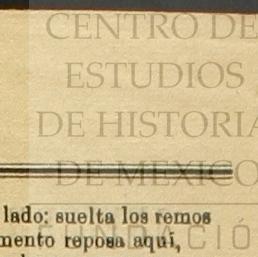 CENTRO DE
ESTUDIOS
DE HISTORIA
DE MEXICO
lado: suelta los remos
mento reposa aquí,
FUNDACIÓ